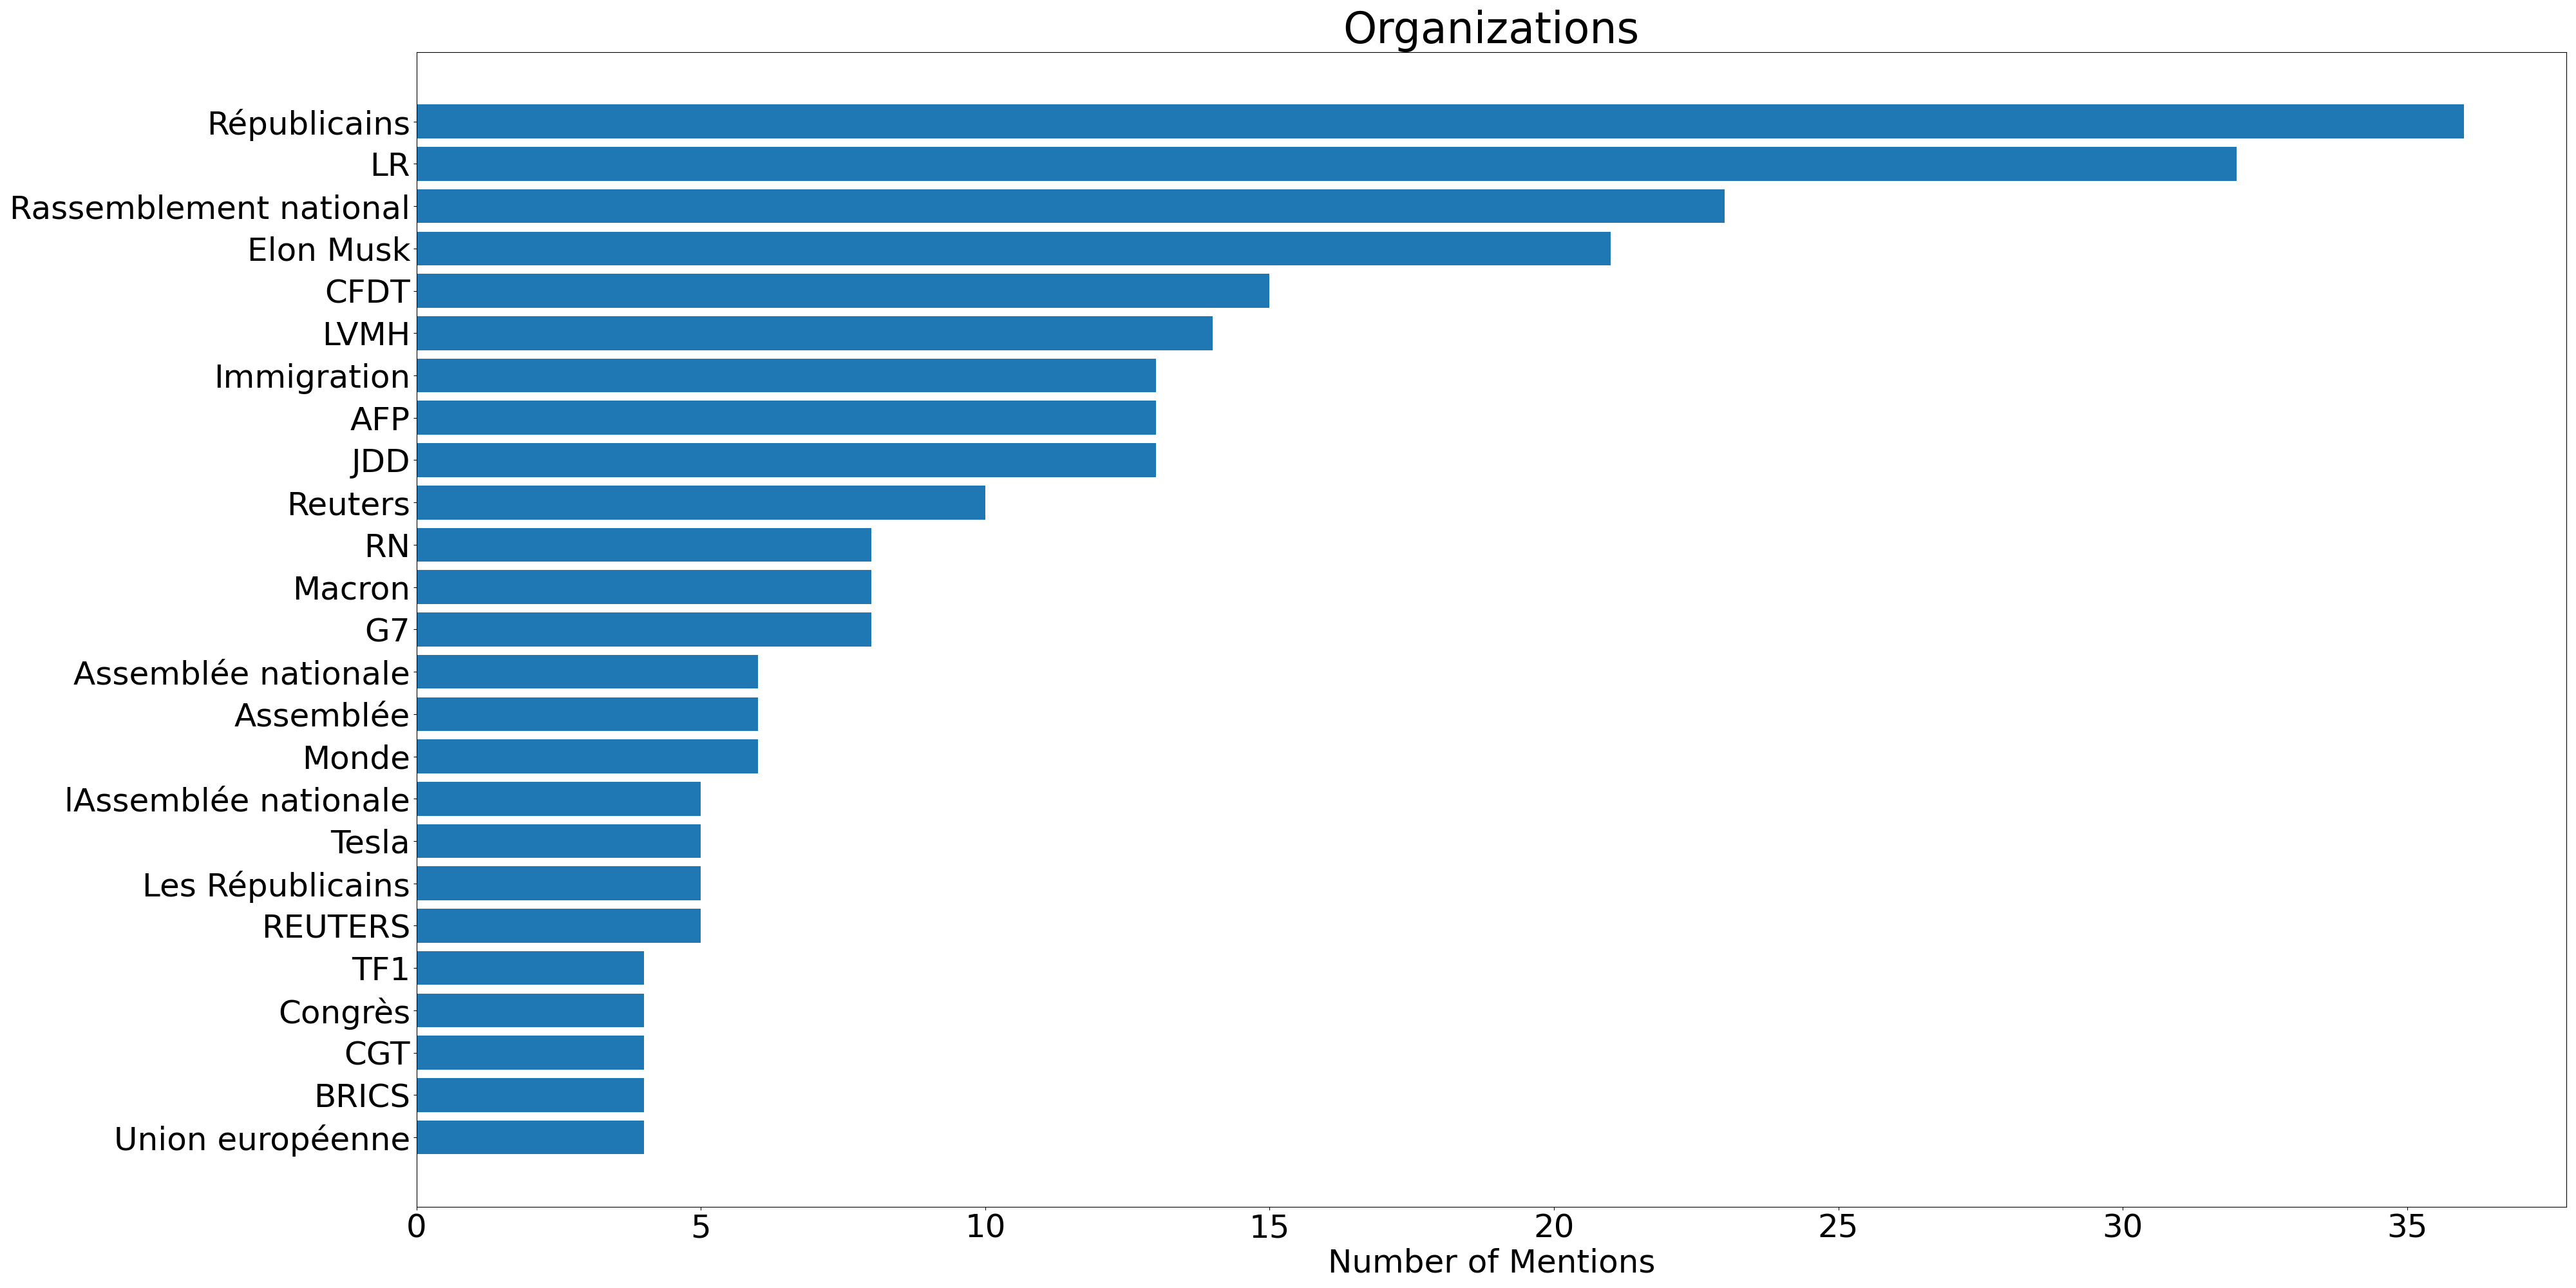 Organizations
Républicains
LR
Rassemblement national
Elon Musk
CFDT
LVMH
Immigration
AFP
JDD
Reuters
RN
Macron
G7
Assemblée nationale
Assemblée
Monde
lAssemblée nationale
Tesla
Les Républicains
REUTERS
TF1
Congrès
CGT
BRICS
Union européenne
0 5 10 15 20 25 30 35
Number of Mentions